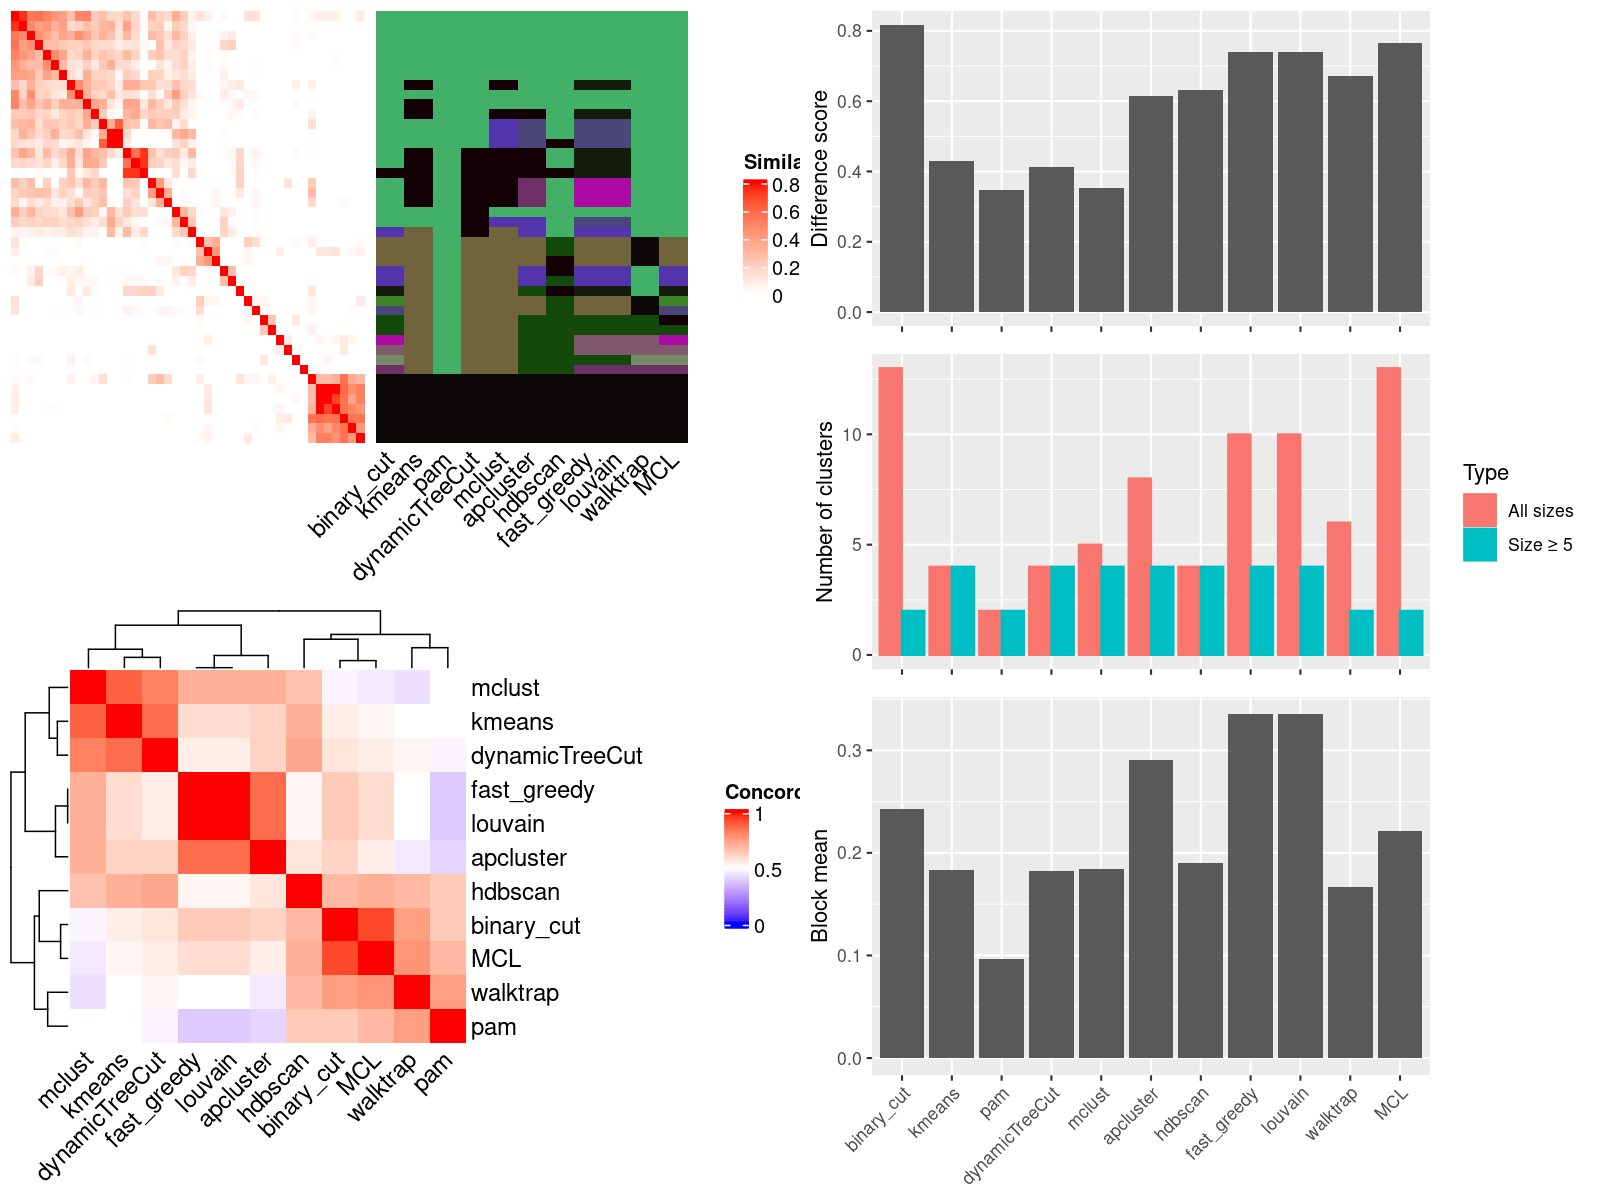 Simila
0.8
0.6
0.4
0.2
0
binary_cut
kmeans
pam
dynamicTreeCut
mclust
apcluster
hdbscan
fast_greedy
louvain
walktrap
MCL
mclust
kmeans
dynamicTreeCut
fast_greedy
louvain
apcluster
hdbscan
binary_cut
MCL
walktrap
pam
mclust
kmeans
dynamicTreeCut
fast_greedy
louvain
apcluster
hdbscan
binary_cut
MCL
walktrap
pam
Concord
1
0.5
0
Difference score
0.8
0.6
0.4
0.2
0.0
Number of clusters
10
5
0
Type
All sizes
Size ≥ 5
Block mean
0.3
0.2
0.1
0.0
binary_cut
kmeans
pam
dynamicTreeCut
mclust
apcluster
hdbscan
fast_greedy
louvain
walktrap
MCL